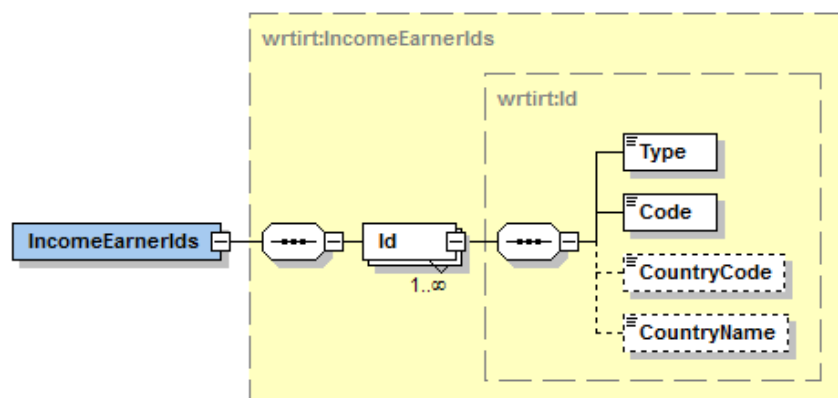 wrtirt:IncomeEarnerIds
wrtirt:Id
Type
Code
IncomeEarnerIds
Id
CountryCode
1..∞
CountryName